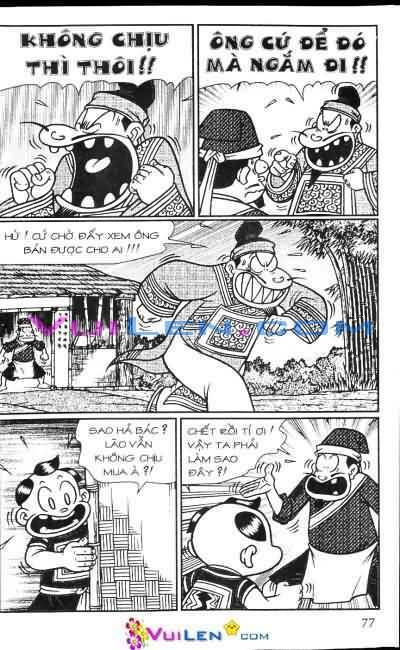 KHÔNG CHỊU
THÌ THÔI!!
ÔNG CỨ ĐỂ ĐÓ
MÀ NGẮM ĐI!!
HỪ! CỨ CHỜ ĐẤY XEM ÔNG
BÁN ĐƯỢC CHO AI!!!
VuiLen.com
SAO HẢ BÁC?
LÃO VẪN
KHÔNG CHỊU
MUA À?!
CHẾT RỒI TÍ ƠI!
VẬY TA PHẢI
LÀM SAO
ĐÂY?!
77
VuiLen.com